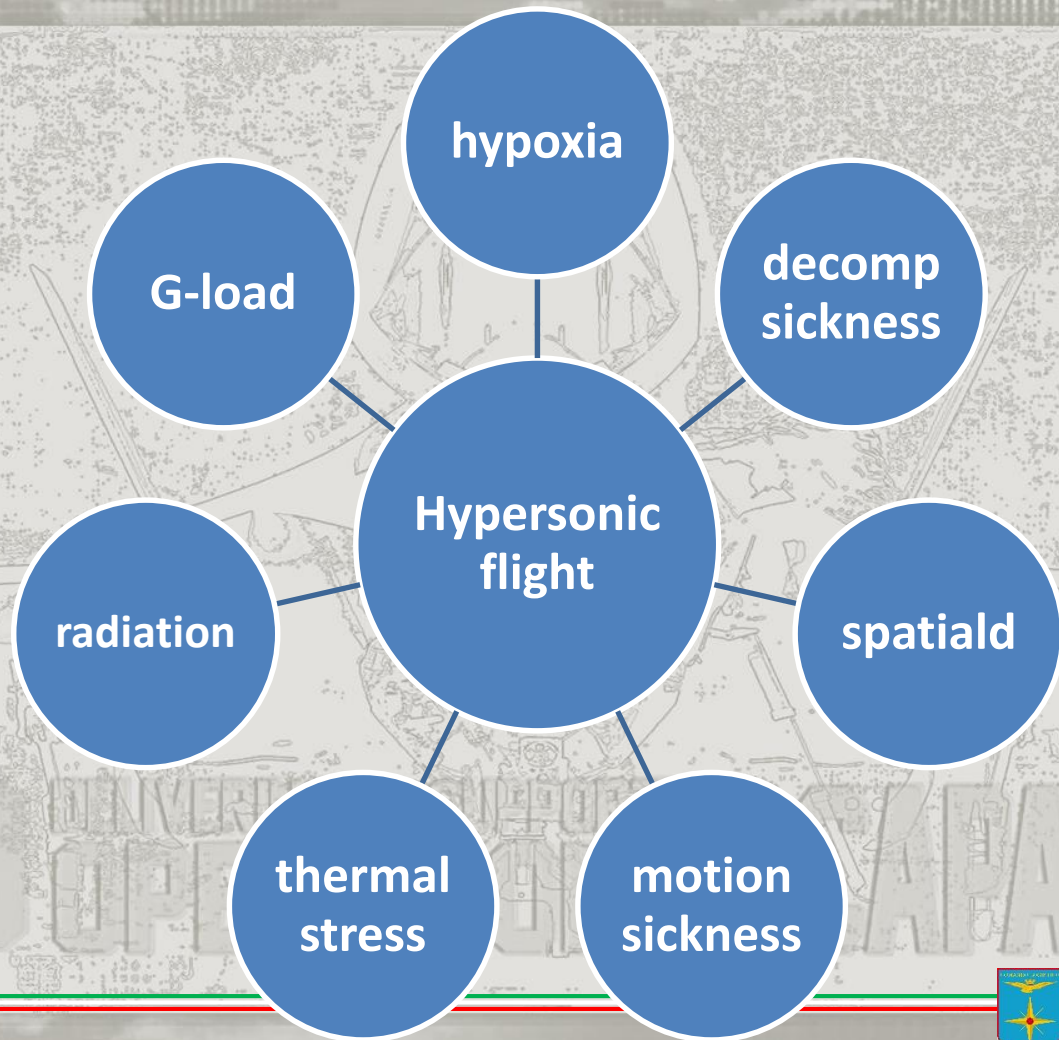 hypoxia
decomp
sickness
G-load
Hypersonic
flight
radiation
spatiald
thermal
stress
motion
sickness